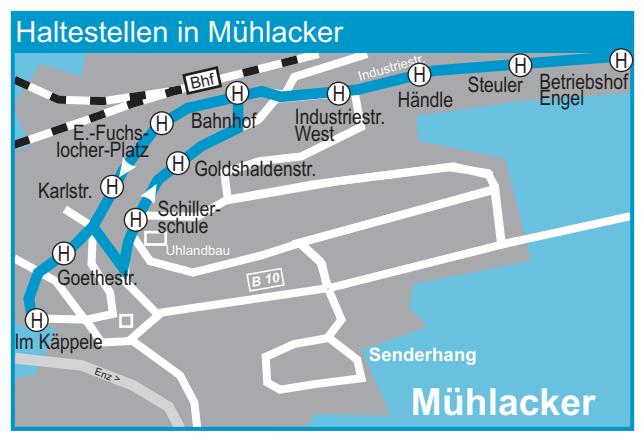 Haltestellen in Mühlacker
Bhf
Industriestr.
H
H
H
H
H
H
H
H
H
H
H
H
Betriebshof
Engel
Steuler
Händle
Industriestr.
West
Bahnhof
E.-Fuchs-
locher-Platz
Goldshaldenstr.
Karlstr.
Schiller-
schule
Uhlandbau
Goethestr.
B 10
Im Käppele
Senderhang
Enz >
Mühlacker